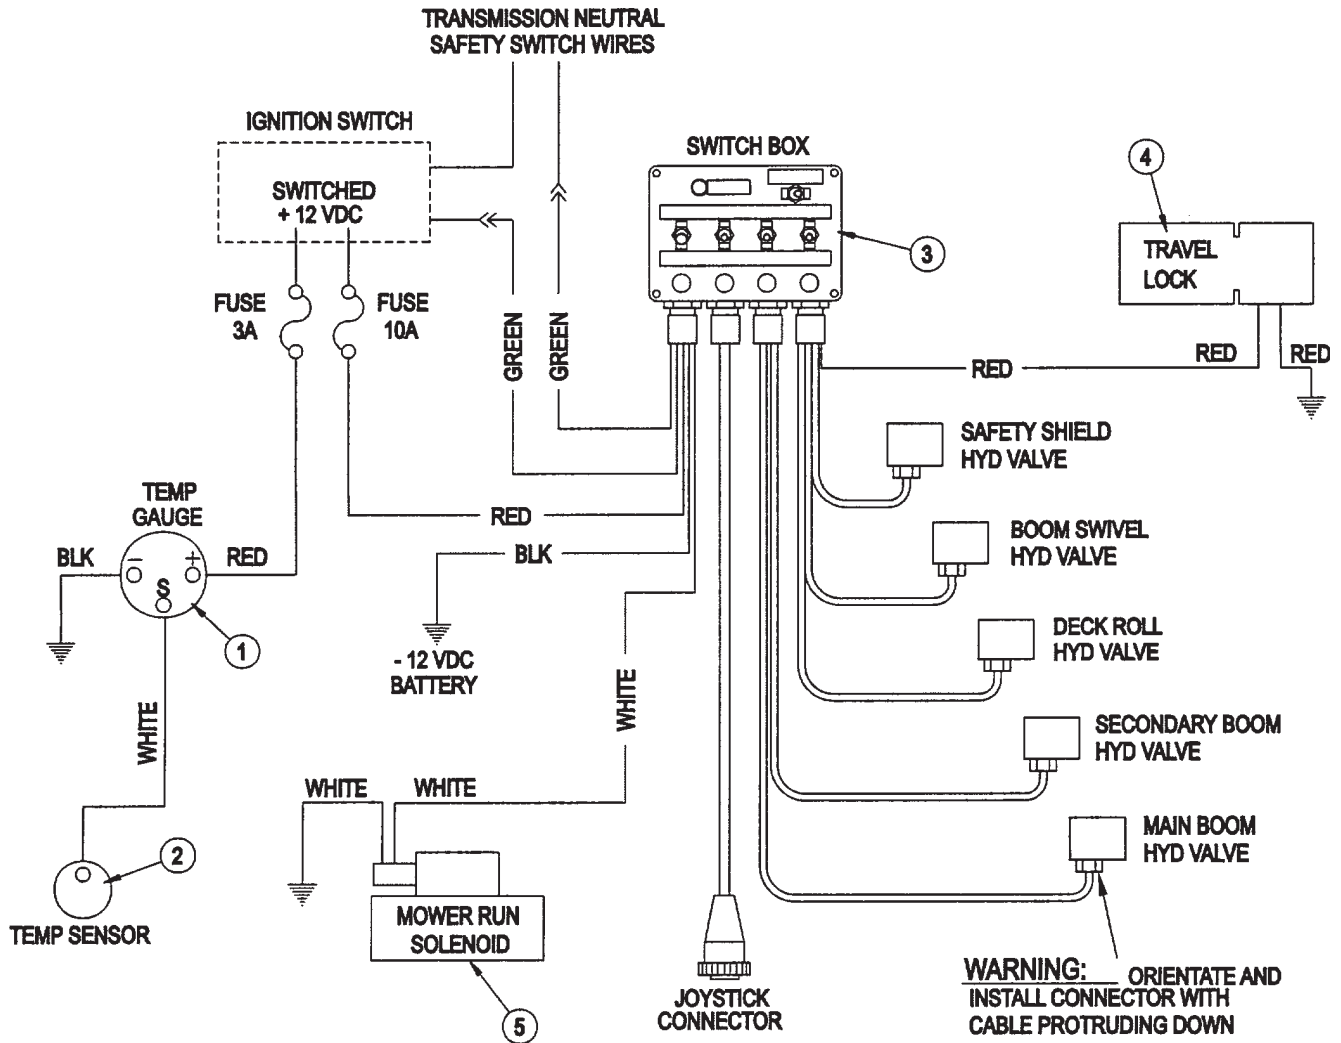 TRANSMISSION NEUTRAL
SAFETY SWITCH WIRES
IGNITION SWITCH
SWITCHED
+ 12 VDC
SWITCH BOX
4
TRAVEL
LOCK
3
FUSE
3A
FUSE
10A
GREEN
GREEN
RED
RED
RED
SAFETY SHIELD
HYD VALVE
TEMP
GAUGE
BLK
–
+
S
RED
RED
BLK
BOOM SWIVEL
HYD VALVE
1
- 12 VDC
BATTERY
DECK ROLL
HYD VALVE
WHITE
WHITE
SECONDARY BOOM
HYD VALVE
WHITE
WHITE
MAIN BOOM
HYD VALVE
2
TEMP SENSOR
MOWER RUN
SOLENOID
5
JOYSTICK
CONNECTOR
WARNING: ORIENTATE AND
INSTALL CONNECTOR WITH
CABLE PROTRUDING DOWN